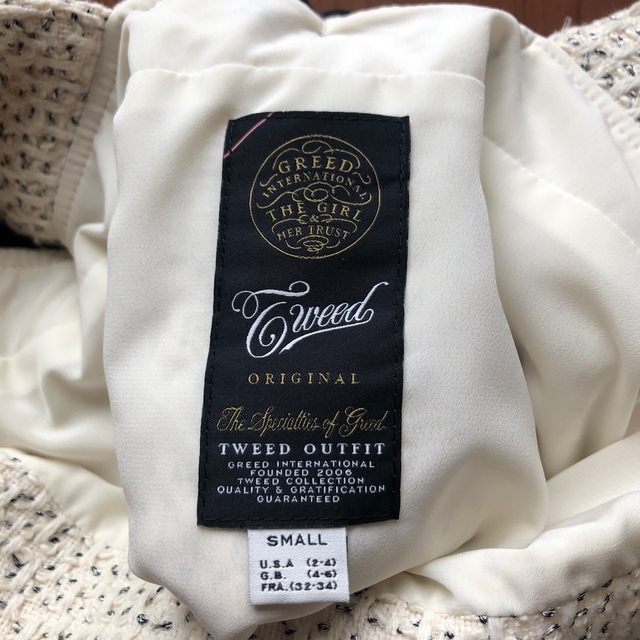 GREED
INTERNATIONAL
THE GIRL
&
HER TRUST
Tweed
ORIGINAL
The Specialties of Greed
TWEED OUTFIT
GREED INTERNATIONAL
FOUNDED 2006
TWEED COLLECTION
QUALITY & GRATIFICATION
GUARANTEED
SMALL
U.S.A (2-4)
G.B. (4-6)
FRA. (32-34)